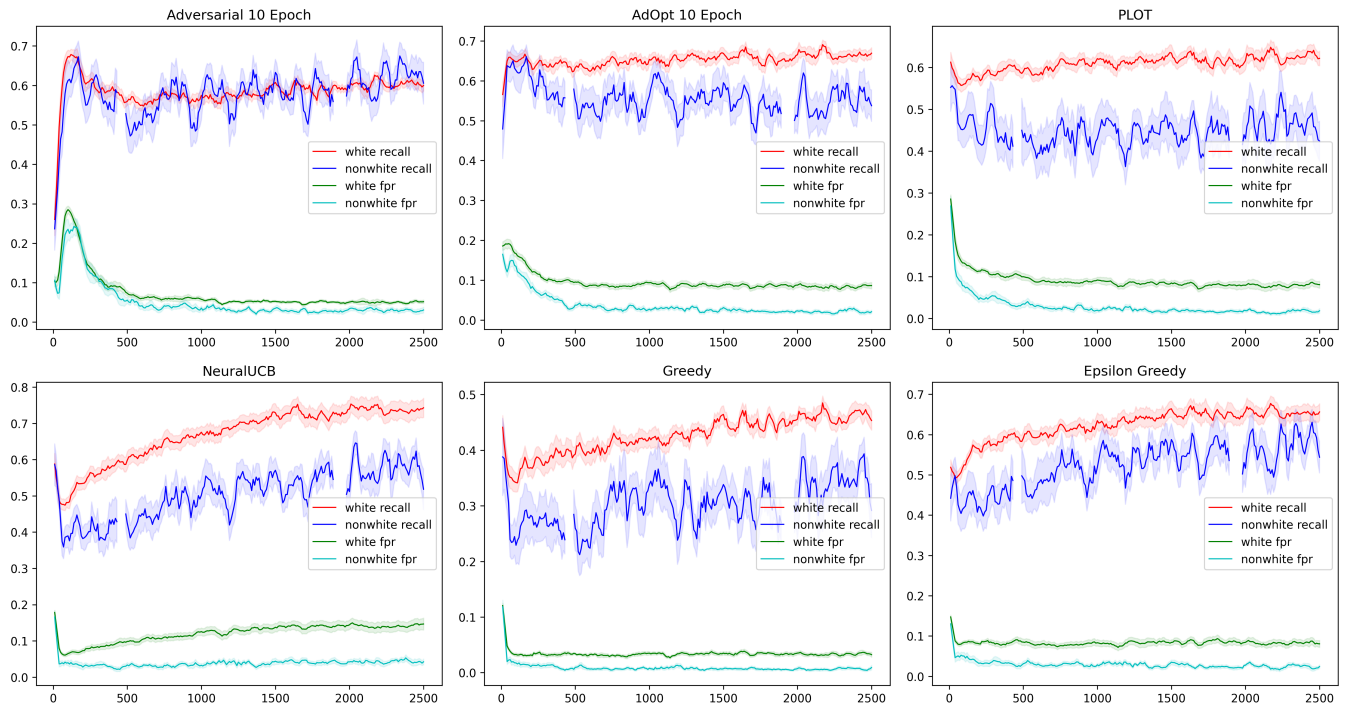 Adversarial 10 Epoch
0.7
0.6
0.5
0.4
0.3
0.2
0.1
0.0
white recall
nonwhite recall
white fpr
nonwhite fpr
0 500 1000 1500 2000 2500
AdOpt 10 Epoch
0.7
0.6
0.5
0.4
0.3
0.2
0.1
0.0
white recall
nonwhite recall
white fpr
nonwhite fpr
0 500 1000 1500 2000 2500
PLOT
0.6
0.5
0.4
0.3
0.2
0.1
0.0
white recall
nonwhite recall
white fpr
nonwhite fpr
0 500 1000 1500 2000 2500
NeuralUCB
0.8
0.7
0.6
0.5
0.4
0.3
0.2
0.1
0.0
white recall
nonwhite recall
white fpr
nonwhite fpr
0 500 1000 1500 2000 2500
Greedy
0.5
0.4
0.3
0.2
0.1
0.0
white recall
nonwhite recall
white fpr
nonwhite fpr
0 500 1000 1500 2000 2500
Epsilon Greedy
0.7
0.6
0.5
0.4
0.3
0.2
0.1
0.0
white recall
nonwhite recall
white fpr
nonwhite fpr
0 500 1000 1500 2000 2500